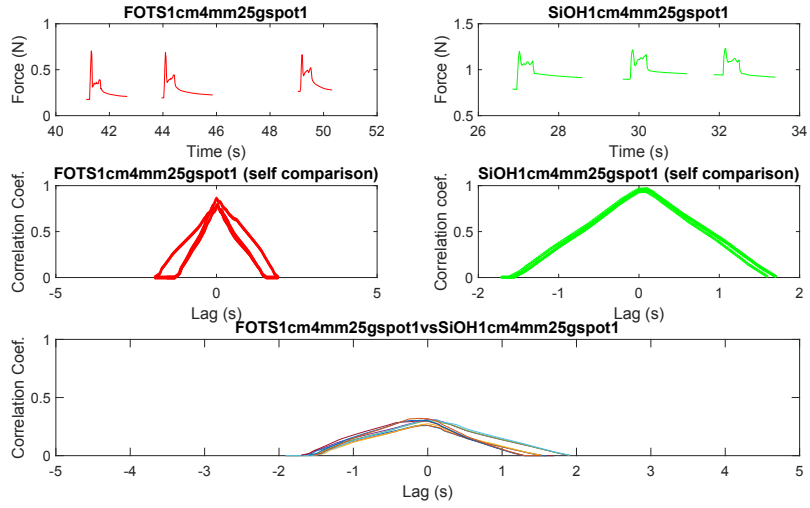 FOTS1cm4mm25gspot1
Force (N)
1
0.5
0
40 42 44 46 48 50 52
Time (s)
SiOH1cm4mm25gspot1
Force (N)
1.5
1
0.5
26 28 30 32 34
Time (s)
FOTS1cm4mm25gspot1 (self comparison)
Correlation Coef.
1
0.5
0
-5 0 5
Lag (s)
SiOH1cm4mm25gspot1 (self comparison)
Correlation coef.
1
0.5
0
-2 -1 0 1 2
Lag (s)
FOTS1cm4mm25gspot1vsSiOH1cm4mm25gspot1
Correlation Coef.
1
0.5
0
-5 -4 -3 -2 -1 0 1 2 3 4 5
Lag (s)